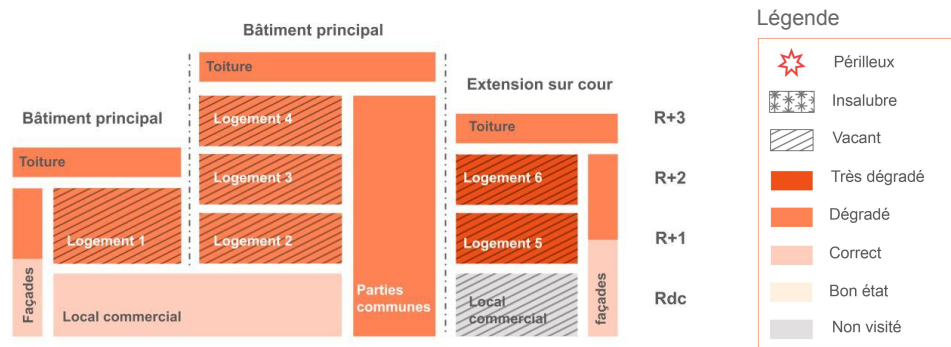 Bâtiment principal
Toiture
Extension sur cour
Bâtiment principal
Logement 4
R+3
Toiture
Toiture
Logement 3
Logement 6
R+2
Logement 1
Logement 2
Logement 5
R+1
Façades
Local commercial
Parties
communes
Local
commercial
façades
Rdc
Légende
Périlleux
Insalubre
Vacant
Très dégradé
Dégradé
Correct
Bon état
Non visité